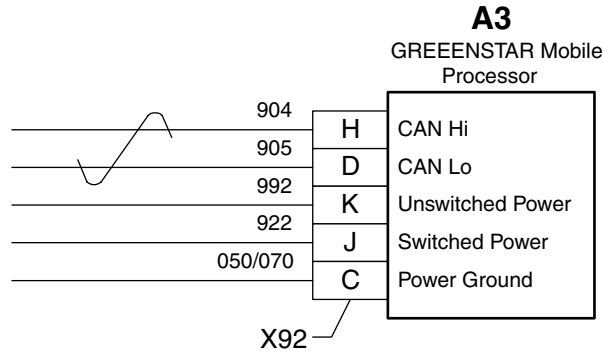 A3
GREEENSTAR Mobile
Processor
904 H CAN Hi
905 D CAN Lo
992 K Unswitched Power
922 J Switched Power
050/070 C Power Ground
X92